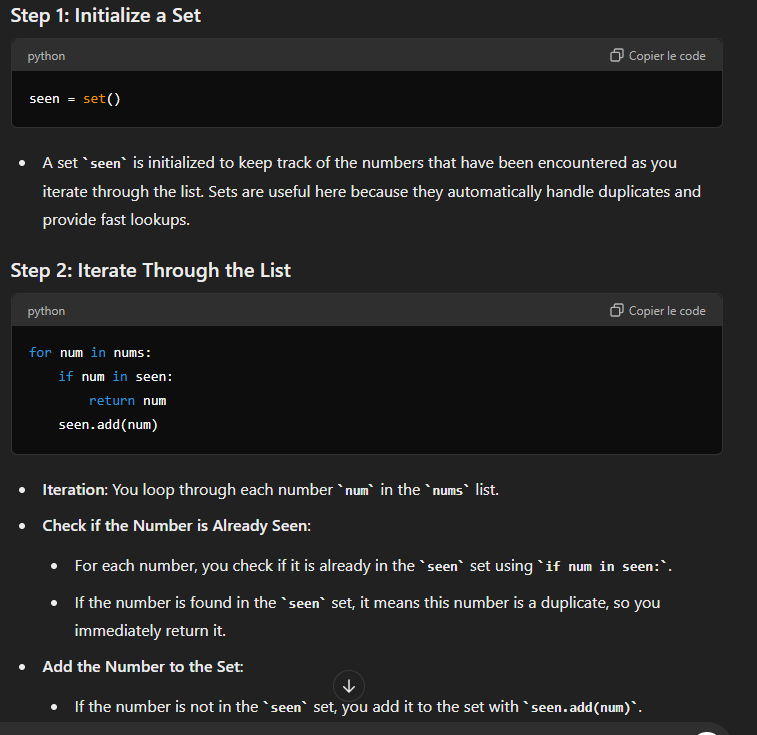 Step 1: Initialize a Set
python
Copier le code
seen = set()
A set `seen` is initialized to keep track of the numbers that have been encountered as you
iterate through the list. Sets are useful here because they automatically handle duplicates and
provide fast lookups.
Step 2: Iterate Through the List
python
Copier le code
for num in nums:
    if num in seen:
        return num
    seen.add(num)
Iteration: You loop through each number `num` in the `nums` list.
Check if the Number is Already Seen:
For each number, you check if it is already in the `seen` set using `if num in seen:`.
If the number is found in the `seen` set, it means this number is a duplicate, so you
immediately return it.
Add the Number to the Set:
If the number is not in the `seen` set, you add it to the set with `seen.add(num)`.